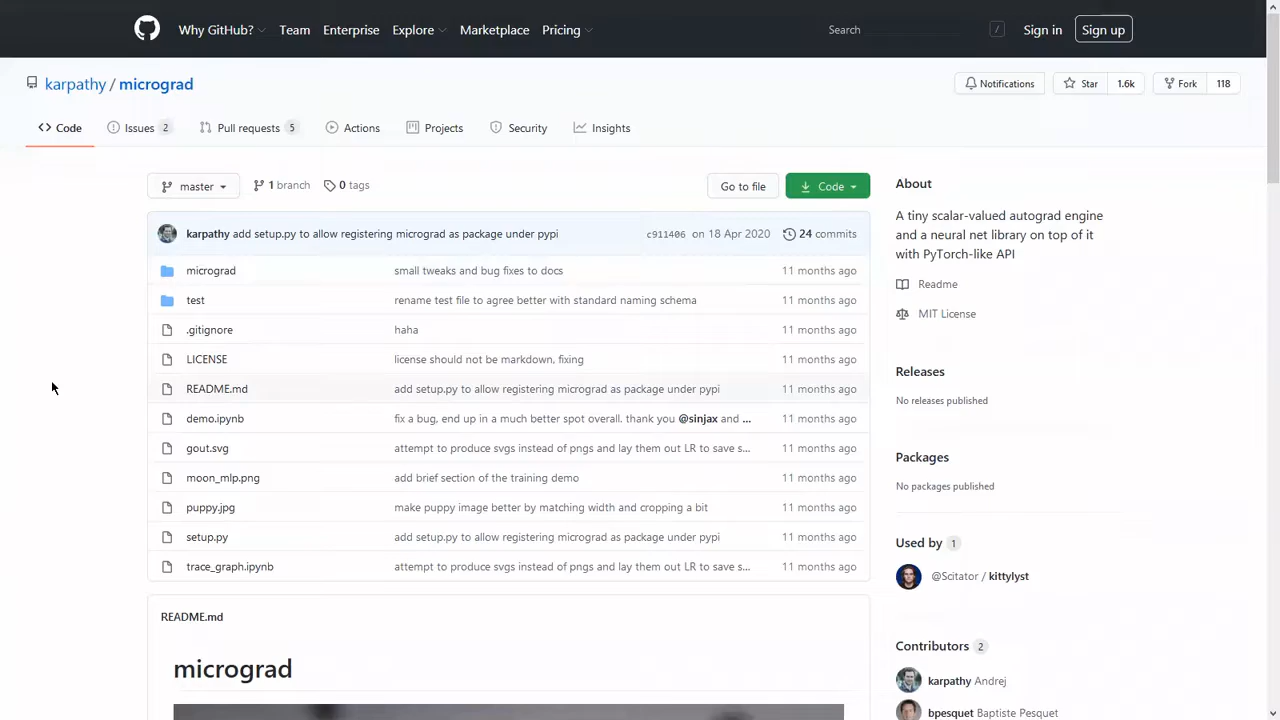 Why GitHub? Team Enterprise Explore Marketplace Pricing Search / Sign in Sign up
karpathy / micrograd Notifications Star 1.6k Fork 118
Code Issues 2 Pull requests 5 Actions Projects Security Insights
master 1 branch 0 tags Go to file Code
karpathy add setup.py to allow registering micrograd as package under pypi c911406 on 18 Apr 2020 24 commits
micrograd small tweaks and bug fixes to docs 11 months ago
test rename test file to agree better with standard naming schema 11 months ago
.gitignore haha 11 months ago
LICENSE license should not be markdown, fixing 11 months ago
README.md add setup.py to allow registering micrograd as package under pypi 11 months ago
demo.ipynb fix a bug, end up in a much better spot overall. thank you @sinjax and ... 11 months ago
gout.svg attempt to produce svgs instead of pngs and lay them out LR to save s... 11 months ago
moon_mlp.png add brief section of the training demo 11 months ago
puppy.jpg make puppy image better by matching width and cropping a bit 11 months ago
setup.py add setup.py to allow registering micrograd as package under pypi 11 months ago
trace_graph.ipynb attempt to produce svgs instead of pngs and lay them out LR to save s... 11 months ago
README.md
micrograd
About
A tiny scalar-valued autograd engine
and a neural net library on top of it
with PyTorch-like API
Readme
MIT License
Releases
No releases published
Packages
No packages published
Used by 1
@Scitator / kittylyst
Contributors 2
karpathy Andrej
bpesquet Baptiste Pesquet